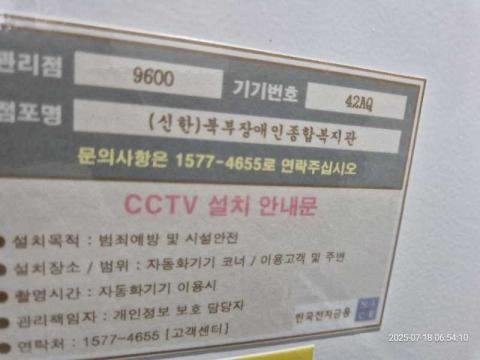 관리점 9600 기기번호 42AQ
점포명 (신한)북부장애인종합복지관
문의사항은 1577-4655로 연락주십시오
CCTV 설치 안내문
● 설치목적 : 범죄예방 및 시설안전
● 설치장소 / 범위 : 자동화기기 코너 / 이용고객 및 주변
● 촬영시간 : 자동화기기 이용시
● 관리책임자 : 개인정보 보호 담당자
● 연락처 : 1577-4655 [고객센터]
한국전자금융 NICE
2025-07-18 06:54:10